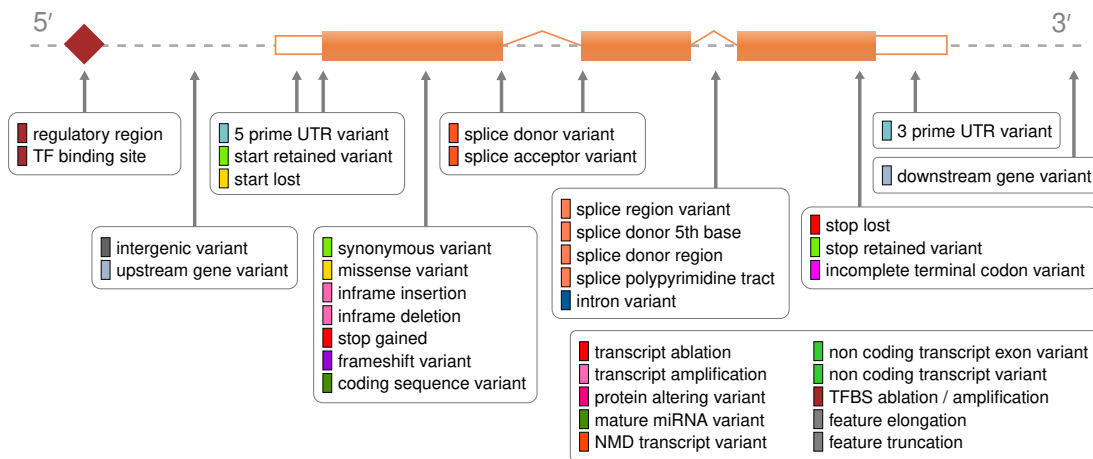 5′
3′
regulatory region
TF binding site
5 prime UTR variant
start retained variant
start lost
splice donor variant
splice acceptor variant
3 prime UTR variant
downstream gene variant
intergenic variant
upstream gene variant
synonymous variant
missense variant
inframe insertion
inframe deletion
stop gained
frameshift variant
coding sequence variant
splice region variant
splice donor 5th base
splice donor region
splice polypyrimidine tract
intron variant
stop lost
stop retained variant
incomplete terminal codon variant
transcript ablation
transcript amplification
protein altering variant
mature miRNA variant
NMD transcript variant
non coding transcript exon variant
non coding transcript variant
TFBS ablation / amplification
feature elongation
feature truncation